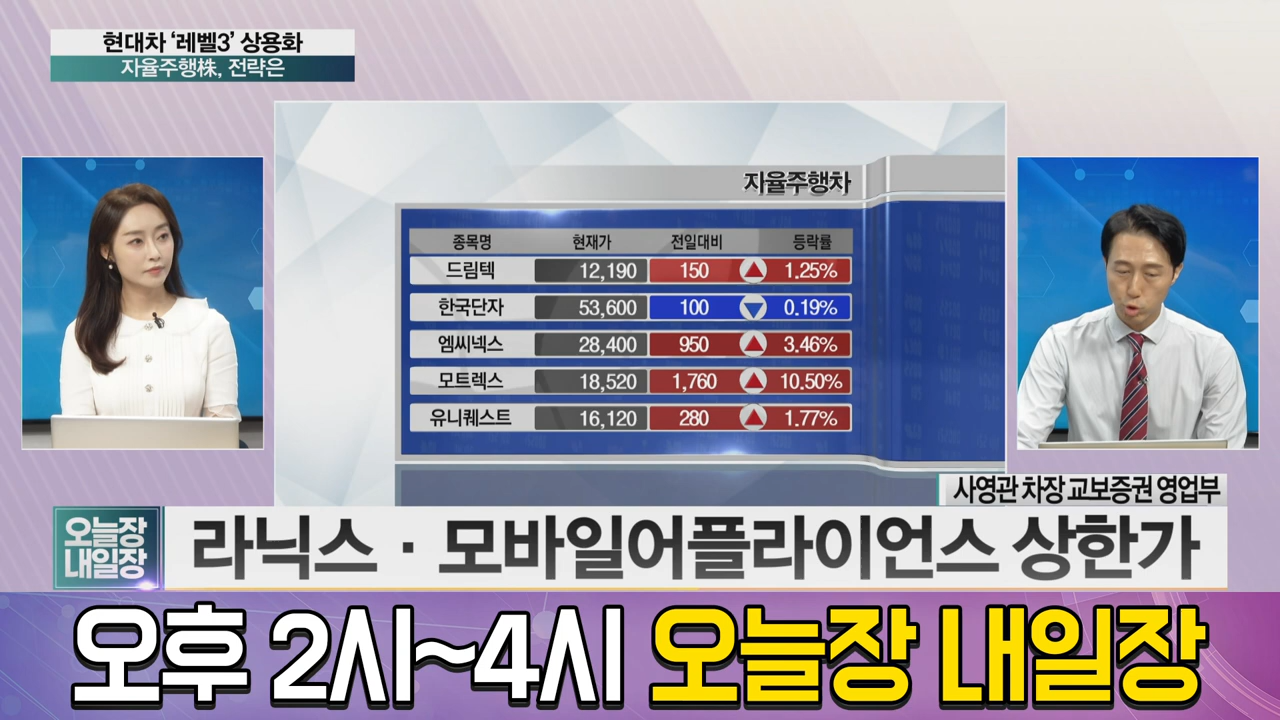 현대차 ‘레벨3’ 상용화
자율주행株, 전략은
자율주행차
종목명 현재가 전일대비 등락률
드림텍 12,190 150 ▲ 1.25%
한국단자 53,600 100 ▼ 0.19%
엠씨넥스 28,400 950 ▲ 3.46%
모트렉스 18,520 1,760 ▲ 10.50%
유니퀘스트 16,120 280 ▲ 1.77%
사영관 차장 교보증권 영업부
오늘장
내일장
라닉스 · 모바일어플라이언스 상한가
오후 2시~4시 오늘장 내일장